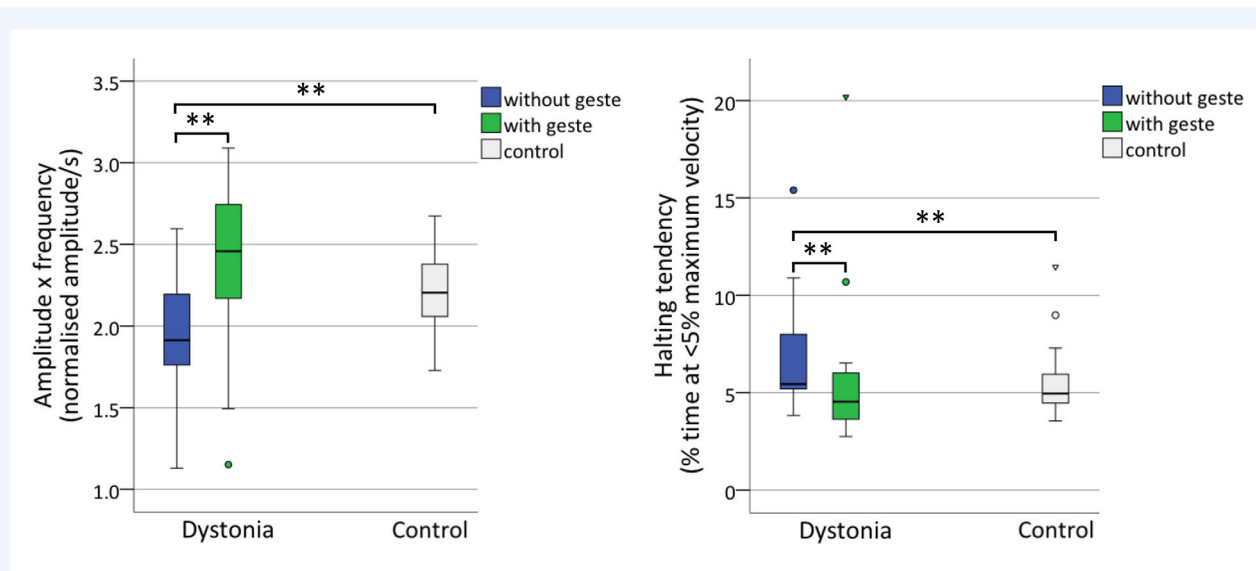 3.5
3.0
2.5
2.0
1.5
1.0
Amplitude x frequency
(normalised amplitude/s)
**
**
without geste
with geste
control
Dystonia
Control
20
15
10
5
0
Halting tendency
(% time at <5% maximum velocity)
**
**
without geste
with geste
control
Dystonia
Control